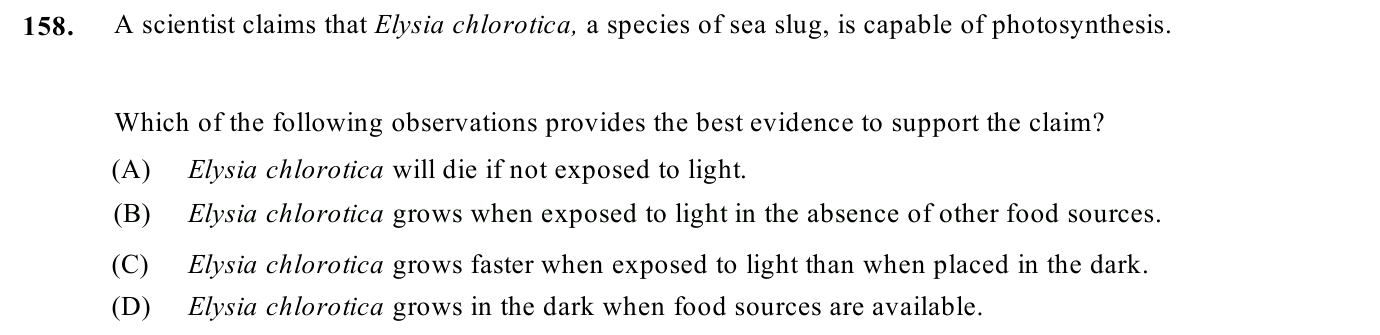 158. A scientist claims that Elysia chlorotica, a species of sea slug, is capable of photosynthesis.
Which of the following observations provides the best evidence to support the claim?
(A) Elysia chlorotica will die if not exposed to light.
(B) Elysia chlorotica grows when exposed to light in the absence of other food sources.
(C) Elysia chlorotica grows faster when exposed to light than when placed in the dark.
(D) Elysia chlorotica grows in the dark when food sources are available.